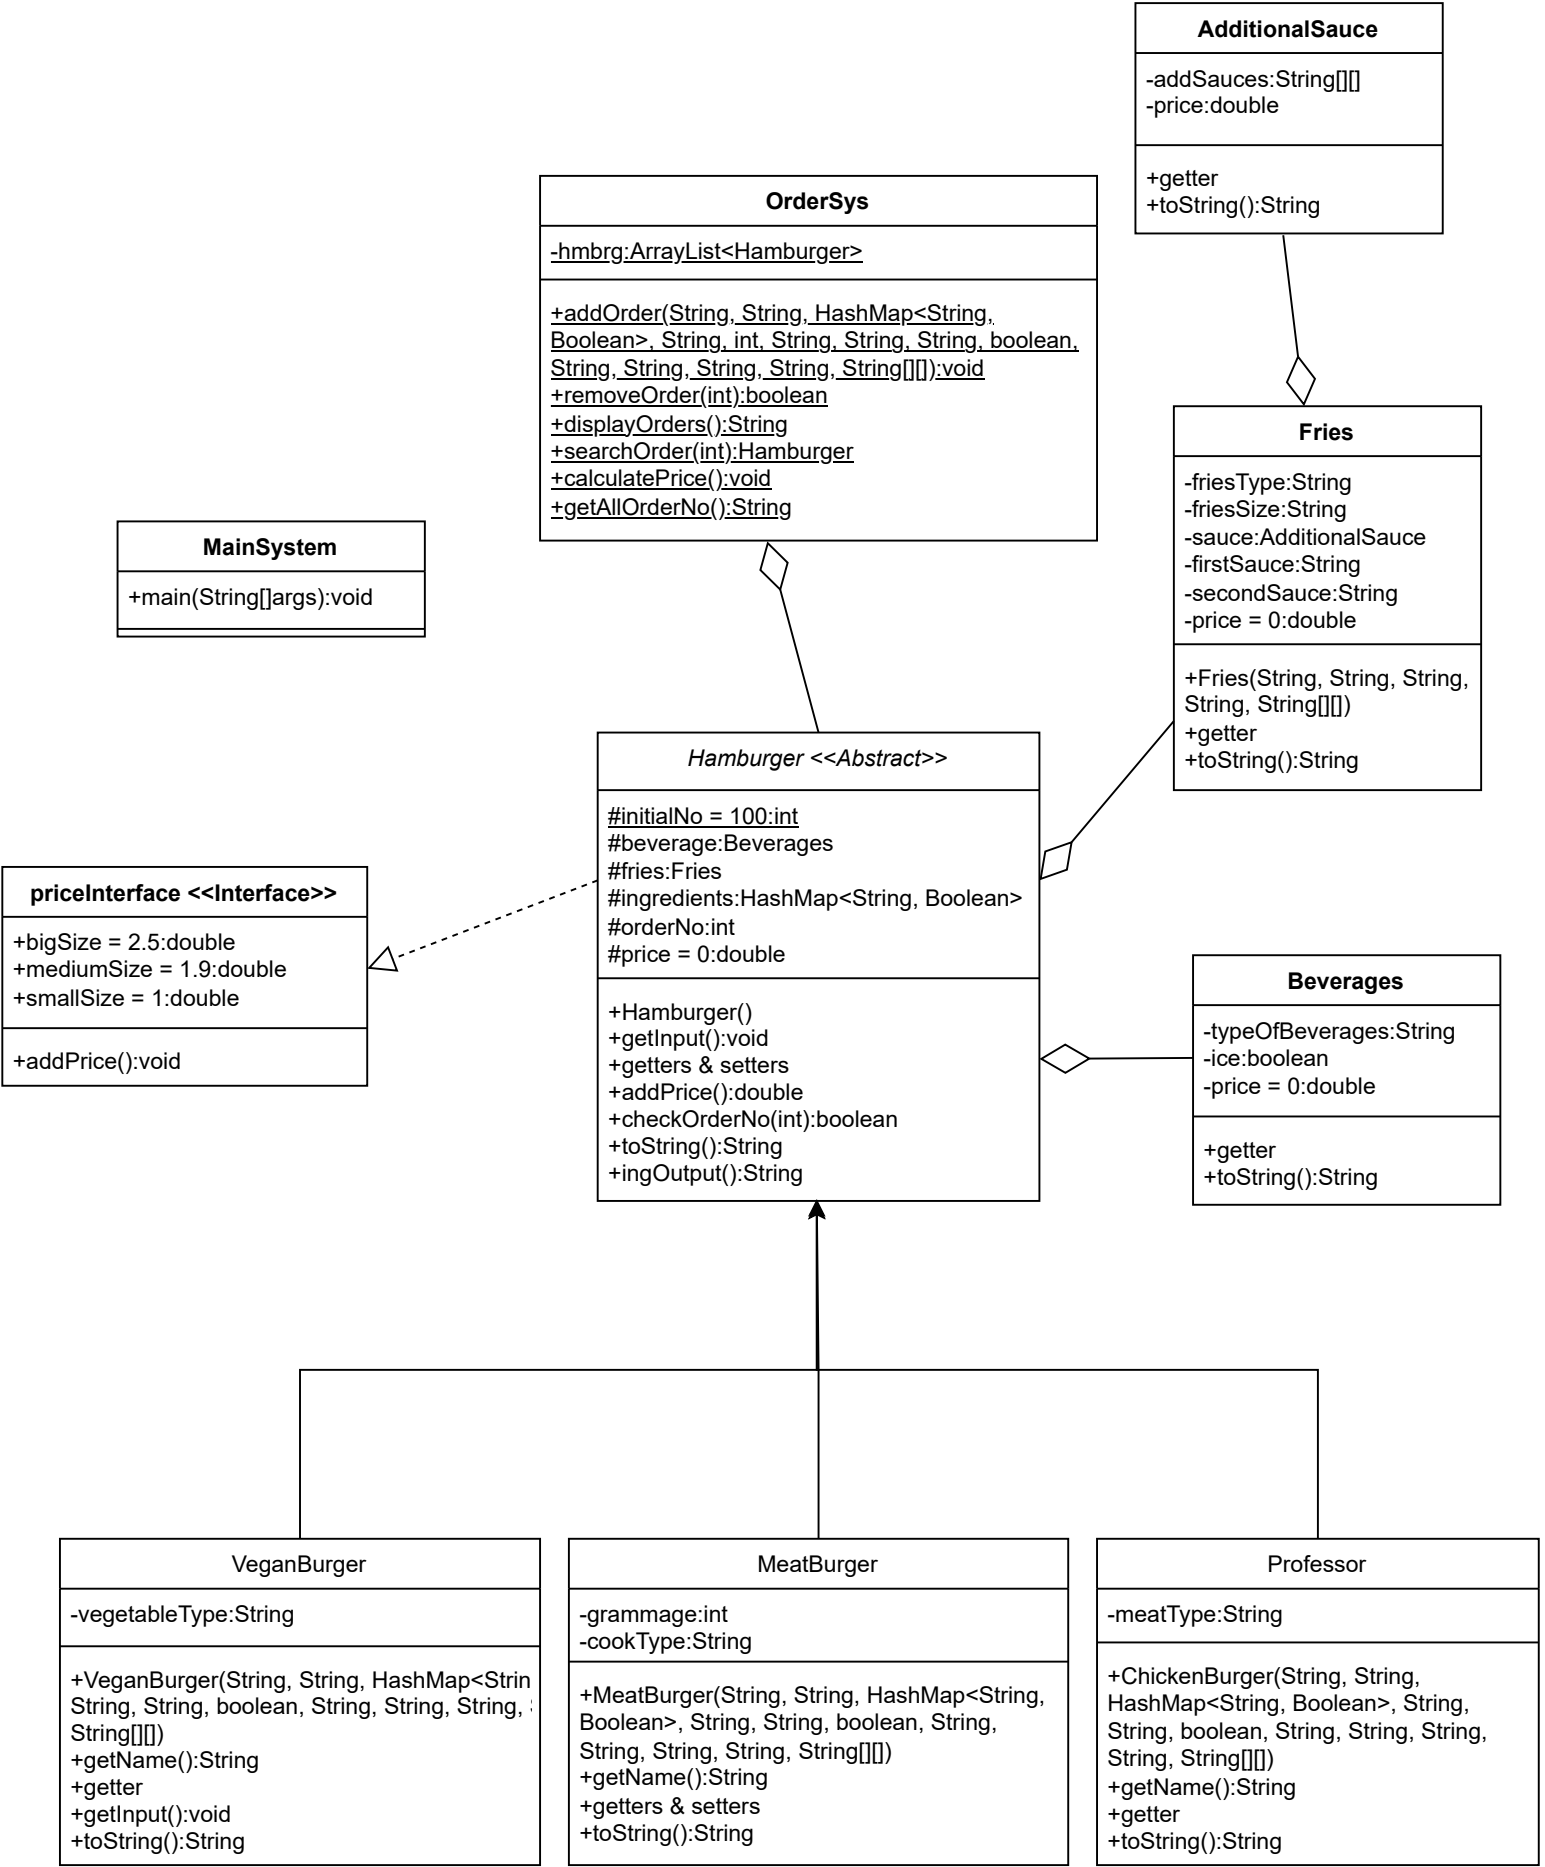 AdditionalSauce
-addSauces:String[][]
-price:double
+getter
+toString():String
OrderSys
-hmbrg:ArrayList<Hamburger>
+addOrder(String, String, HashMap<String,
Boolean>, String, int, String, String, String, boolean,
String, String, String, String, String[][]):void
+removeOrder(int):boolean
+displayOrders():String
+searchOrder(int):Hamburger
+calculatePrice():void
+getAllOrderNo():String
Fries
-friesType:String
-friesSize:String
-sauce:AdditionalSauce
-firstSauce:String
-secondSauce:String
-price = 0:double
+Fries(String, String, String,
String, String[][])
+getter
+toString():String
MainSystem
+main(String[]args):void
Hamburger <<Abstract>>
#initialNo = 100:int
#beverage:Beverages
#fries:Fries
#ingredients:HashMap<String, Boolean>
#orderNo:int
#price = 0:double
+Hamburger()
+getInput():void
+getters & setters
+addPrice():double
+checkOrderNo(int):boolean
+toString():String
+ingOutput():String
priceInterface <<Interface>>
+bigSize = 2.5:double
+mediumSize = 1.9:double
+smallSize = 1:double
+addPrice():void
Beverages
-typeOfBeverages:String
-ice:boolean
-price = 0:double
+getter
+toString():String
VeganBurger
-vegetableType:String
+VeganBurger(String, String, HashMap<Strin
String, String, boolean, String, String, String,
String[][])
+getName():String
+getter
+getInput():void
+toString():String
MeatBurger
-grammage:int
-cookType:String
+MeatBurger(String, String, HashMap<String,
Boolean>, String, String, boolean, String,
String, String, String, String[][])
+getName():String
+getters & setters
+toString():String
Professor
-meatType:String
+ChickenBurger(String, String,
HashMap<String, Boolean>, String,
String, boolean, String, String, String,
String, String[][])
+getName():String
+getter
+toString():String